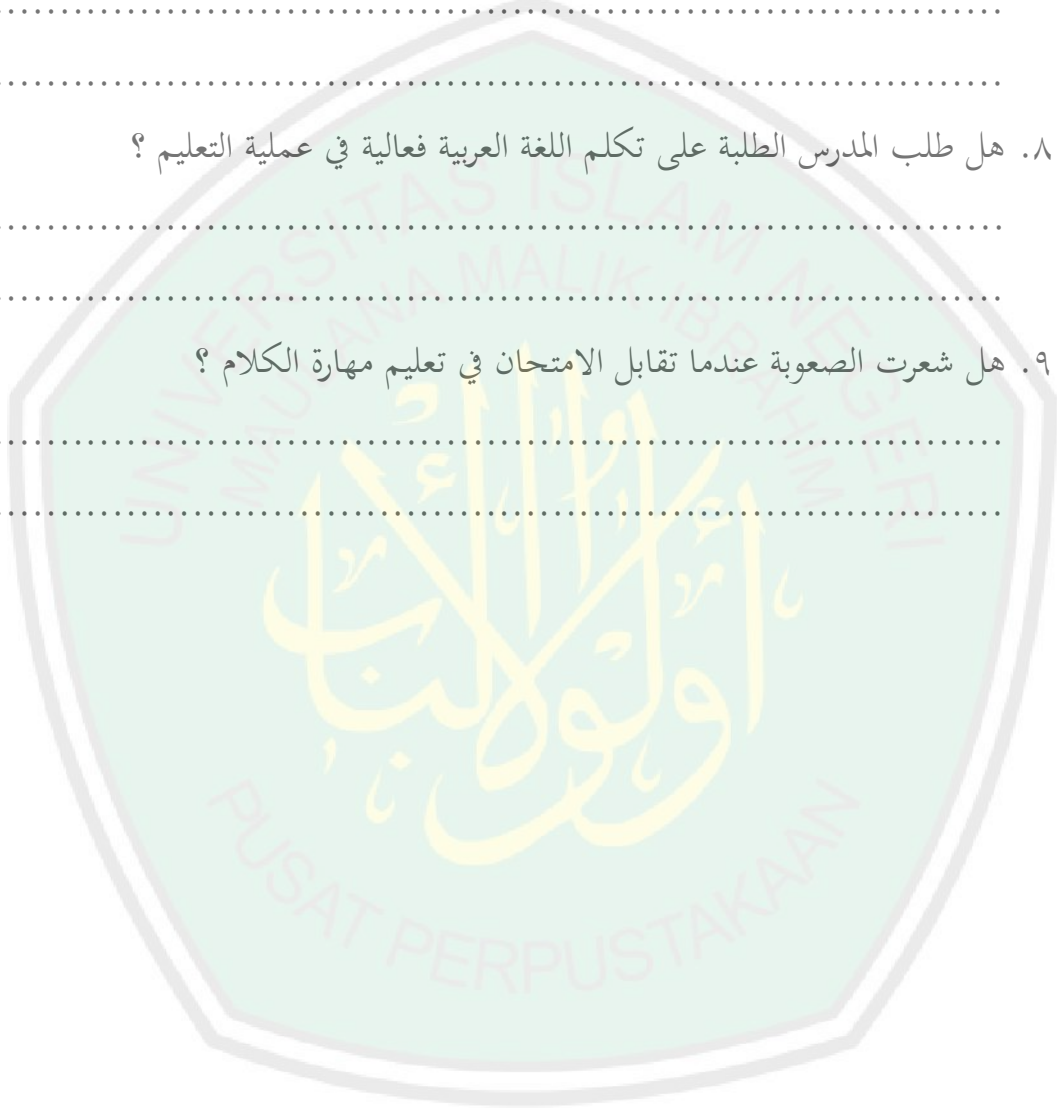 ................................................................................
................................................................................
٨. هل طلب المدرس الطلبة على تكلم اللغة العربية فعالية في عملية التعليم ؟
................................................................................
................................................................................
٩. هل شعرت الصعوبة عندما تقابل الامتحان في تعليم مهارة الكلام ؟
................................................................................
................................................................................
UNIVERSITAS ISLAM NEGERI
MAULANA MALIK IBRAHIM
أولو الألباب
PUSAT PERPUSTAKAAN